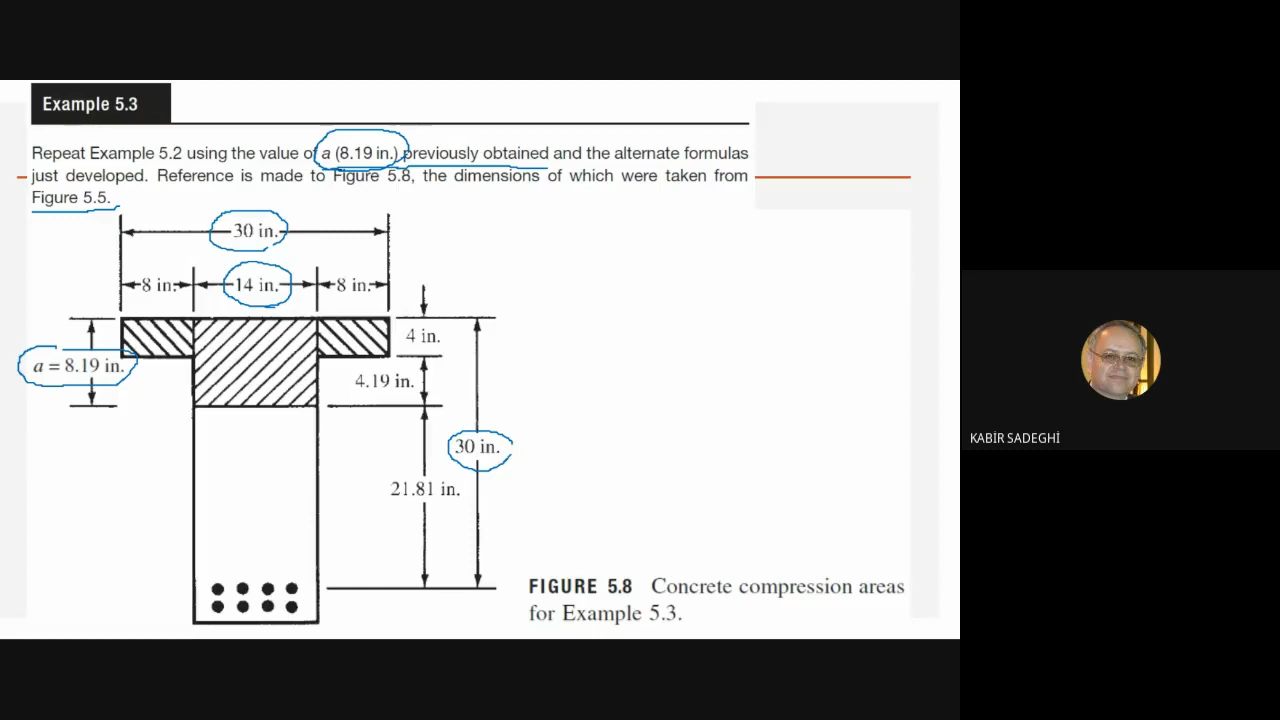 Example 5.3
Repeat Example 5.2 using the value of a (8.19 in.) previously obtained and the alternate formulas
just developed. Reference is made to Figure 5.8, the dimensions of which were taken from
Figure 5.5.
30 in.
8 in.
14 in.
8 in.
4 in.
a = 8.19 in.
4.19 in.
30 in.
KABİR SADEGHİ
21.81 in.
FIGURE 5.8 Concrete compression areas
for Example 5.3.